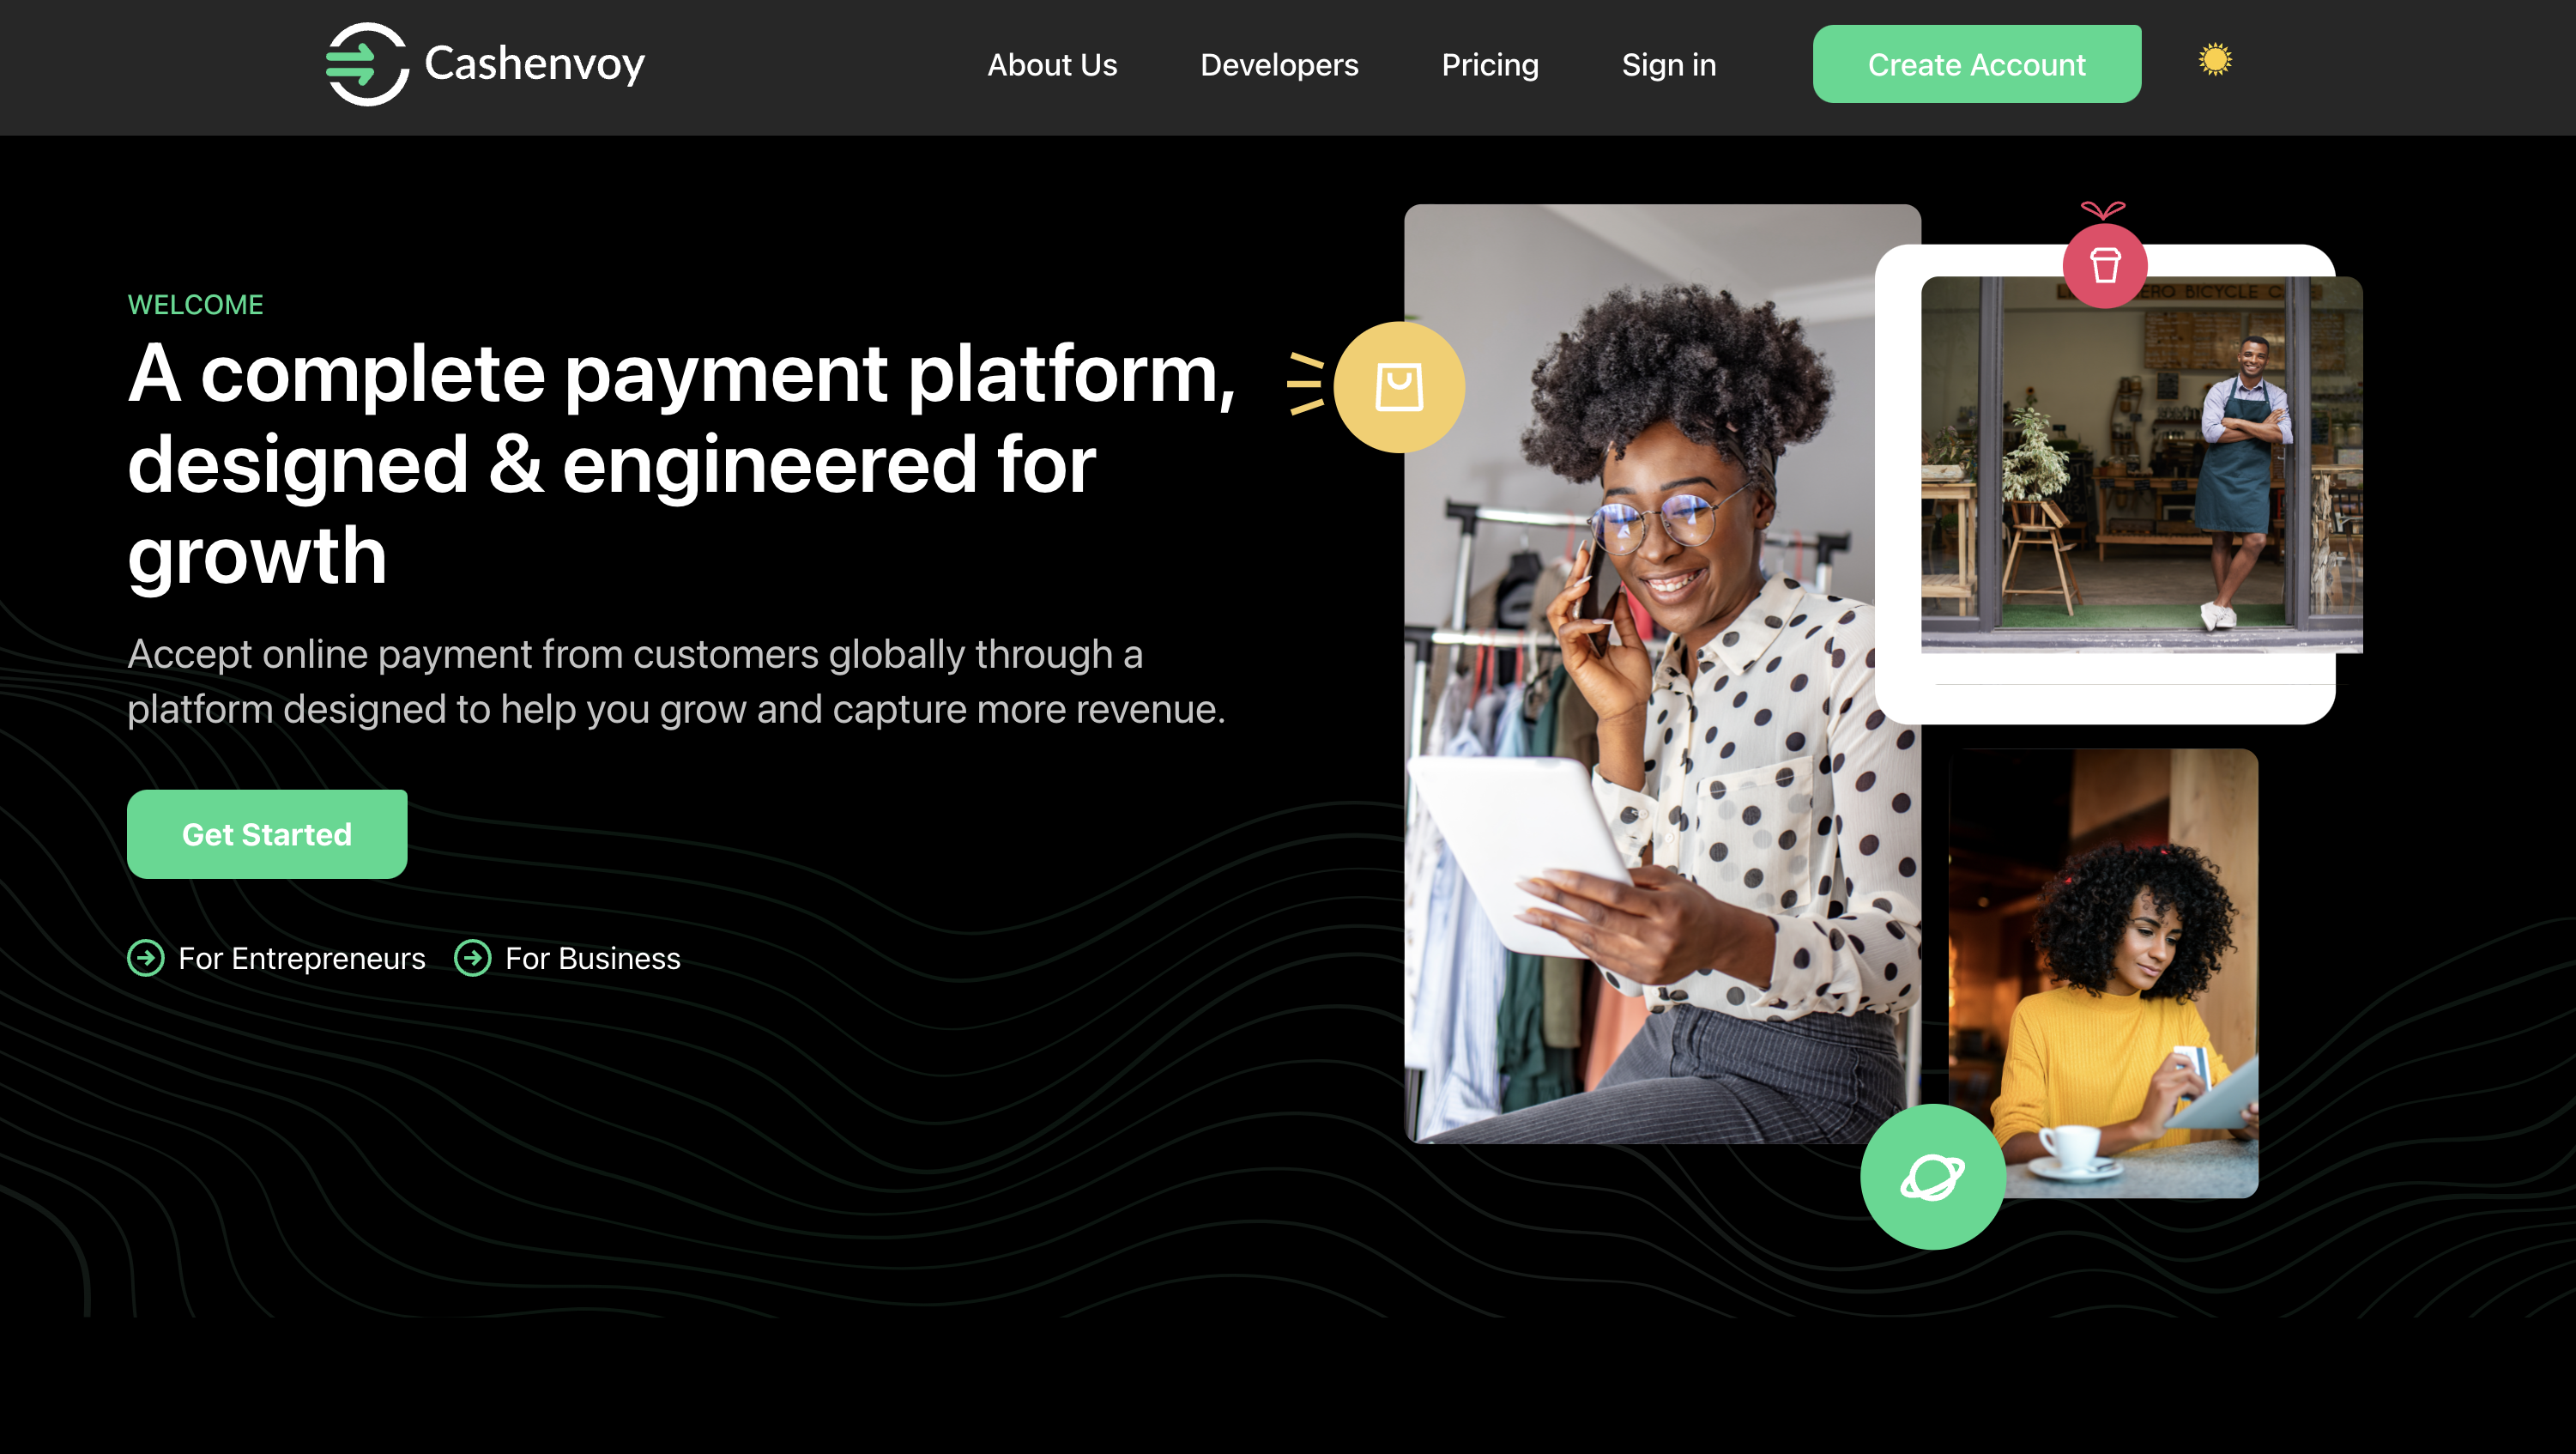 Cashenvoy
About Us
Developers
Pricing
Sign in
Create Account
WELCOME
A complete payment platform,
designed & engineered for
growth
Accept online payment from customers globally through a
platform designed to help you grow and capture more revenue.
Get Started
For Entrepreneurs
For Business
BICYCLE